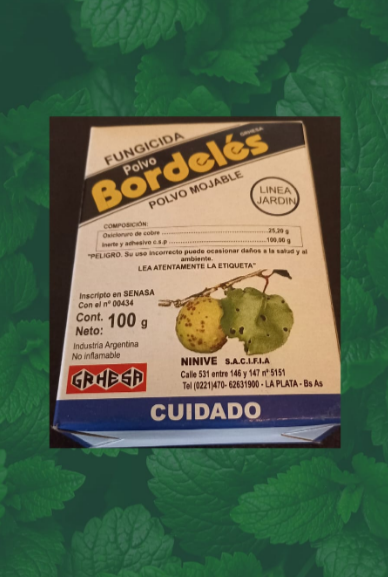 FUNGICIDA
GRHESA
Polvo
Bordelés
POLVO MOJABLE
LINEA
JARDIN
COMPOSICIÓN:
Oxicloruro de cobre ........ 25,20 g
Inerte y adhesivo c.s.p ........ 100,00 g
"PELIGRO. Su uso incorrecto puede ocasionar daños a la salud y al
ambiente.
LEA ATENTAMENTE LA ETIQUETA"
Inscripto en SENASA
Con el nº 00434
Cont.
Neto: 100 g
Industria Argentina
No inflamable
GRHESA
NINIVE S.A.C.I.F.I.A
Calle 531 entre 146 y 147 nº 5151
Tel (0221)470- 62631900 - LA PLATA - Bs As
CUIDADO